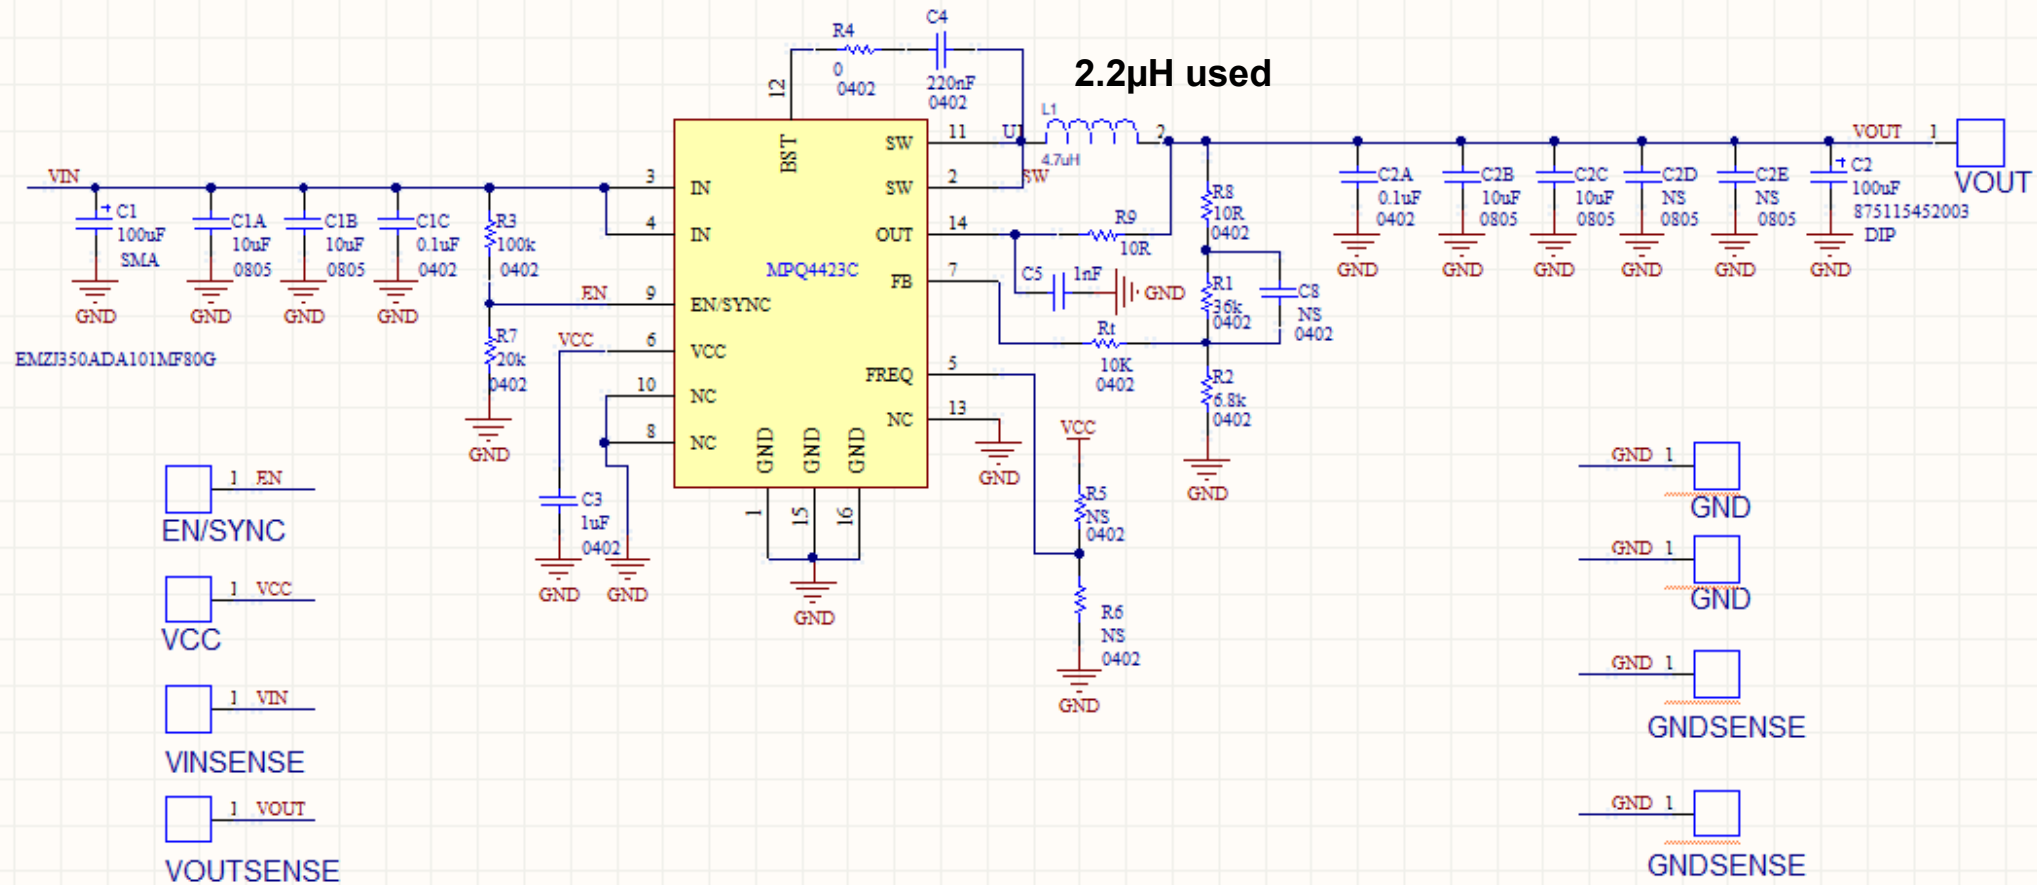 2.2µH used
R4
0
0402
C4
220nF
0402
12
BST
L1
4.7uH
2
U1
SW
VIN
C1
100uF
SMA
GND
C1A
10uF
0805
GND
C1B
10uF
0805
GND
C1C
0.1uF
0402
GND
EMZJ350ADA101MF80G
R3
100k
0402
R7
20k
0402
GND
EN
VCC
3 IN
4 IN
9 EN/SYNC
6 VCC
10 NC
8 NC
MPQ4423C
SW 11
SW 2
OUT 14
FB 7
FREQ 5
NC 13
GND GND GND
1 15 16
GND
C3
1uF
0402
GND
GND
GND
R9
10R
C5 1nF
GND
Rt
10K
0402
R8
10R
0402
R1
36k
0402
C8
NS
0402
R2
6.8k
0402
GND
VCC
R5
NS
0402
R6
NS
0402
GND
C2A
0.1uF
0402
GND
C2B
10uF
0805
GND
C2C
10uF
0805
GND
C2D
NS
0805
GND
C2E
NS
0805
GND
C2
100uF
875115452003
DIP
GND
VOUT 1
VOUT
1 EN
EN/SYNC
1 VCC
VCC
1 VIN
VINSENSE
1 VOUT
VOUTSENSE
GND 1
GND
GND 1
GND
GND 1
GNDSENSE
GND 1
GNDSENSE